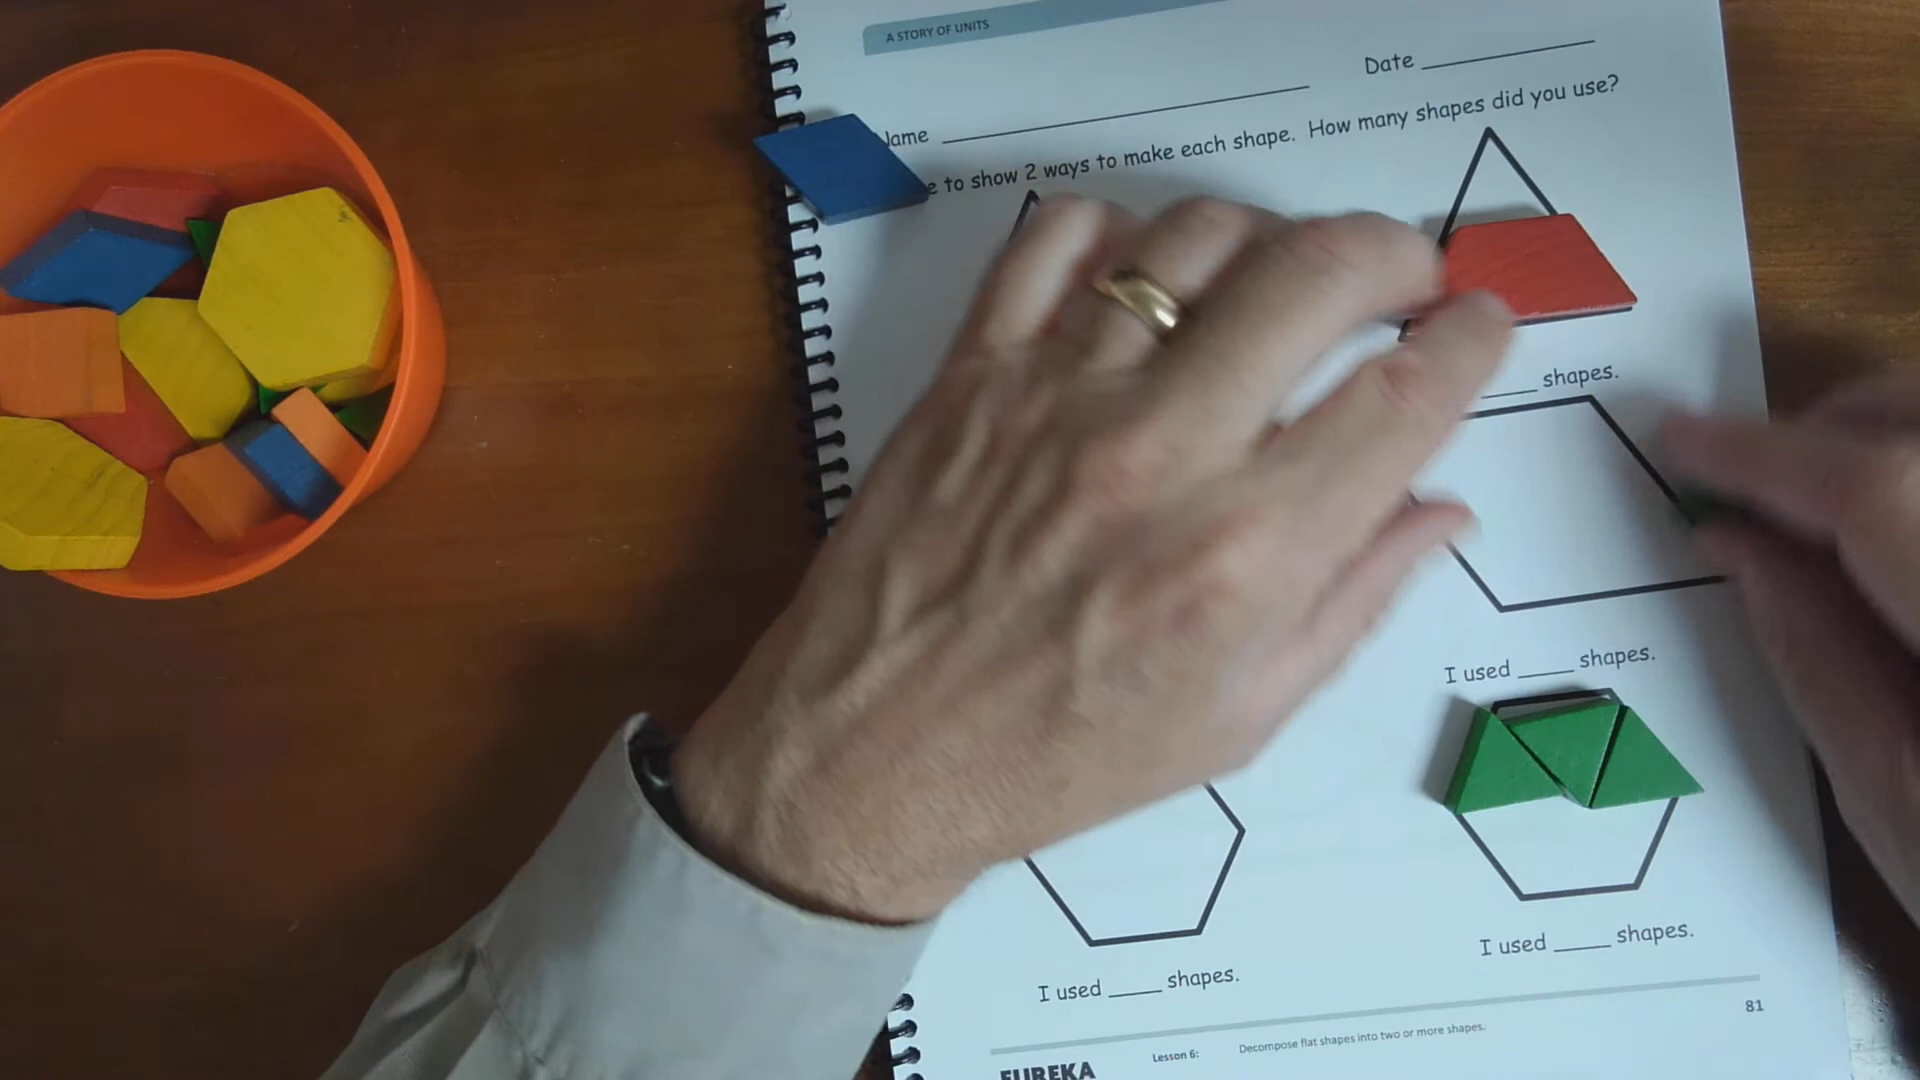 A STORY OF UNITS
Name Date
to show 2 ways to make each shape. How many shapes did you use?
shapes.
I used shapes.
I used shapes.
I used shapes.
81
EUREKA Lesson 6: Decompose flat shapes into two or more shapes.